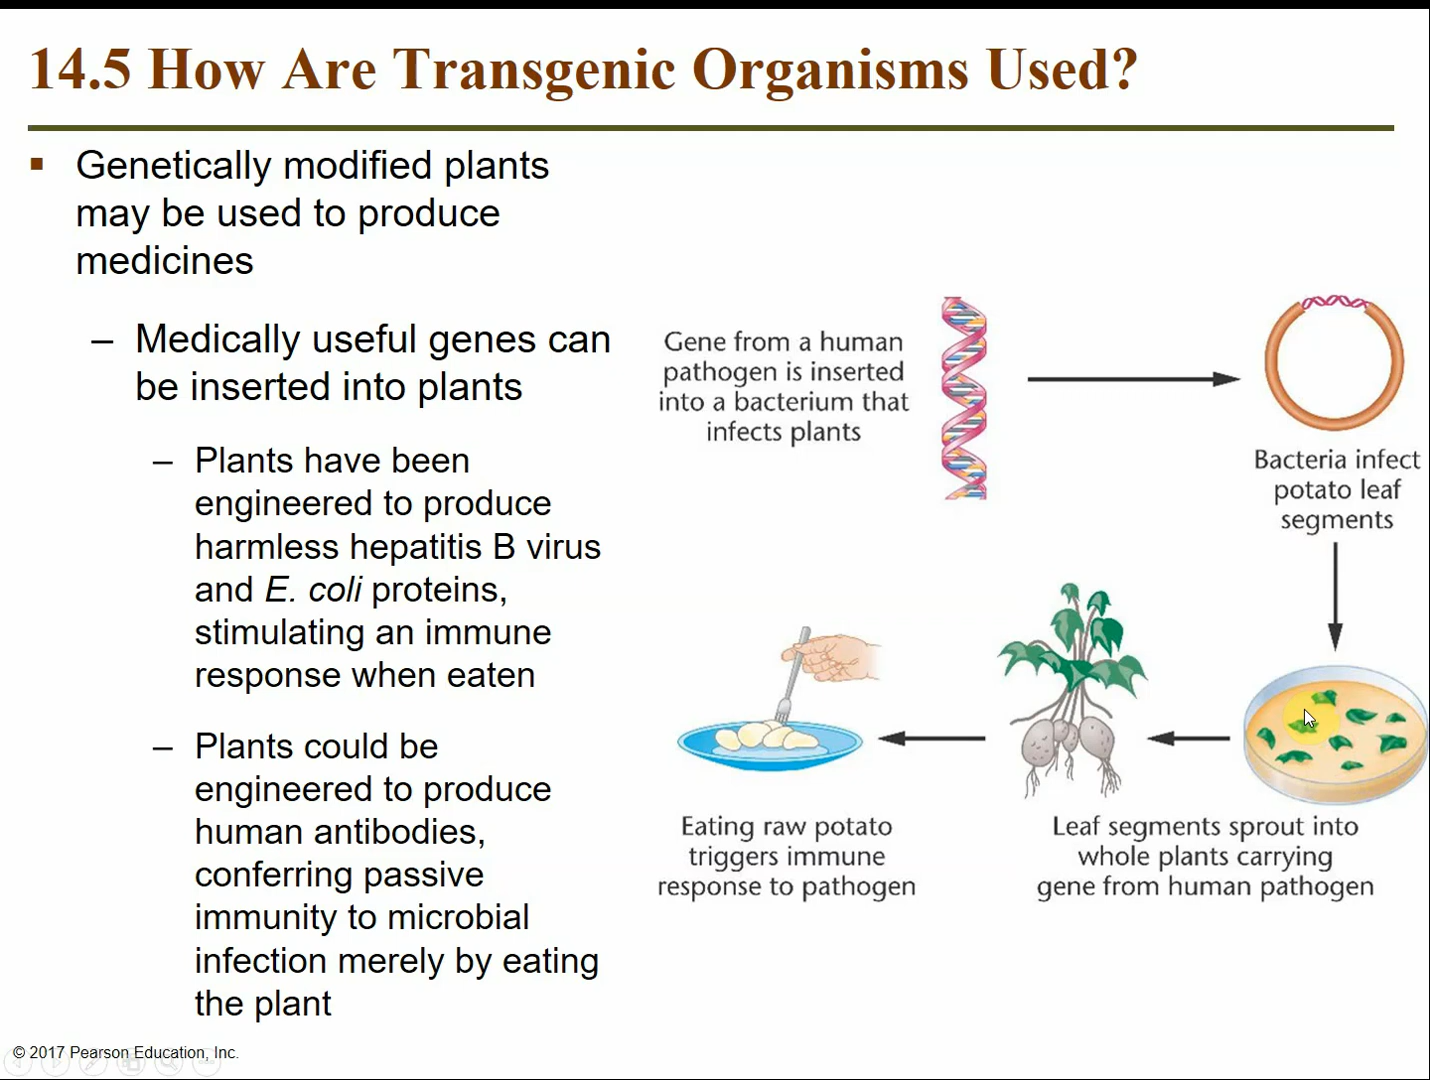 14.5 How Are Transgenic Organisms Used?
▪ Genetically modified plants
may be used to produce
medicines
– Medically useful genes can
be inserted into plants
– Plants have been
engineered to produce
harmless hepatitis B virus
and E. coli proteins,
stimulating an immune
response when eaten
– Plants could be
engineered to produce
human antibodies,
conferring passive
immunity to microbial
infection merely by eating
the plant
Gene from a human
pathogen is inserted
into a bacterium that
infects plants
Bacteria infect
potato leaf
segments
Leaf segments sprout into
whole plants carrying
gene from human pathogen
Eating raw potato
triggers immune
response to pathogen
© 2017 Pearson Education, Inc.